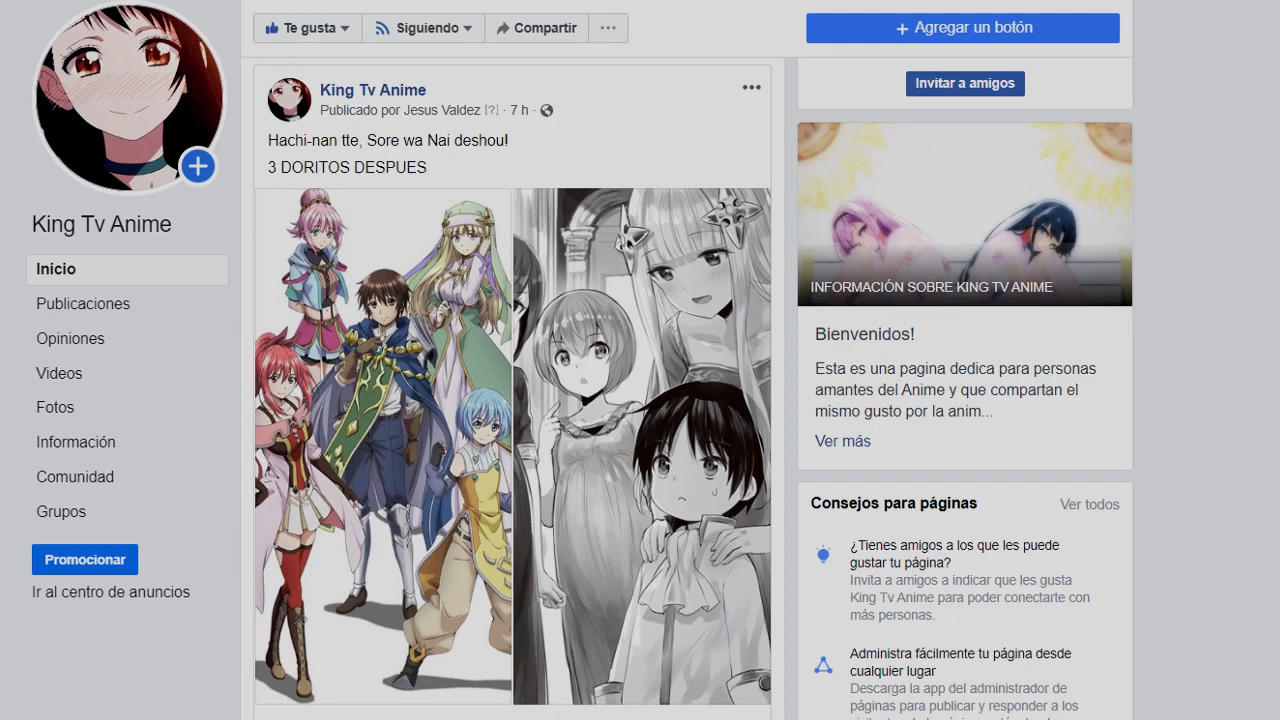 Te gusta
Siguiendo
Compartir
Agregar un botón
Invitar a amigos
King Tv Anime
Publicado por Jesus Valdez [?] · 7 h ·
Hachi-nan tte, Sore wa Nai deshou!
3 DORITOS DESPUES
King Tv Anime
Inicio
Publicaciones
Opiniones
Videos
Fotos
Información
Comunidad
Grupos
Promocionar
Ir al centro de anuncios
INFORMACIÓN SOBRE KING TV ANIME
Bienvenidos!
Esta es una pagina dedica para personas
amantes del Anime y que compartan el
mismo gusto por la anim...
Ver más
Consejos para páginas
Ver todos
¿Tienes amigos a los que les puede
gustar tu página?
Invita a amigos a indicar que les gusta
King Tv Anime para poder conectarte con
más personas.
Administra fácilmente tu página desde
cualquier lugar
Descarga la app del administrador de
páginas para publicar y responder a los